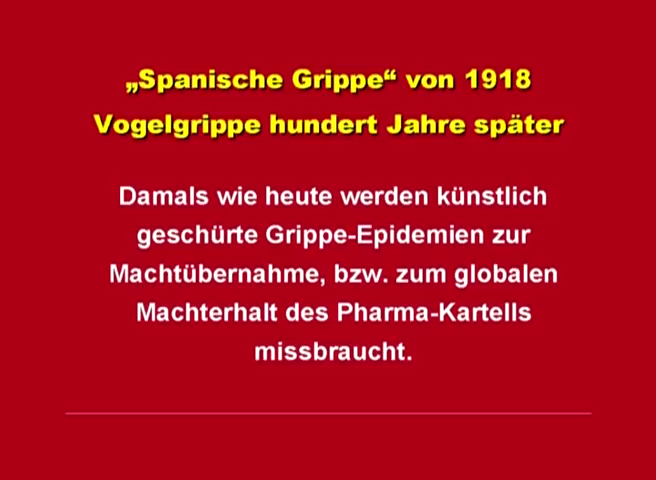 „Spanische Grippe“ von 1918
Vogelgrippe hundert Jahre später
Damals wie heute werden künstlich
geschürte Grippe-Epidemien zur
Machtübernahme, bzw. zum globalen
Machterhalt des Pharma-Kartells
missbraucht.